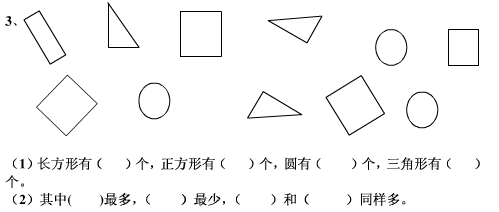 3、
（1）长方形有（ ）个，正方形有（ ）个，圆有（ ）个，三角形有（ ）
个。
（2）其中( )最多，（ ）最少，（ ）和（ ）同样多。